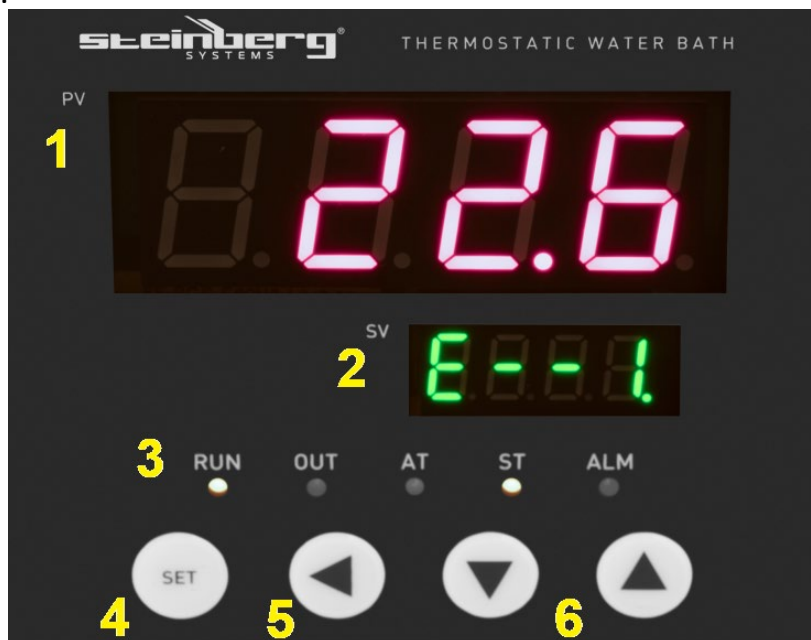 steinberg®
SYSTEMS
THERMOSTATIC WATER BATH
PV
1
22.6
SV
2
E--1.
3
RUN OUT AT ST ALM
SET
4 5 6